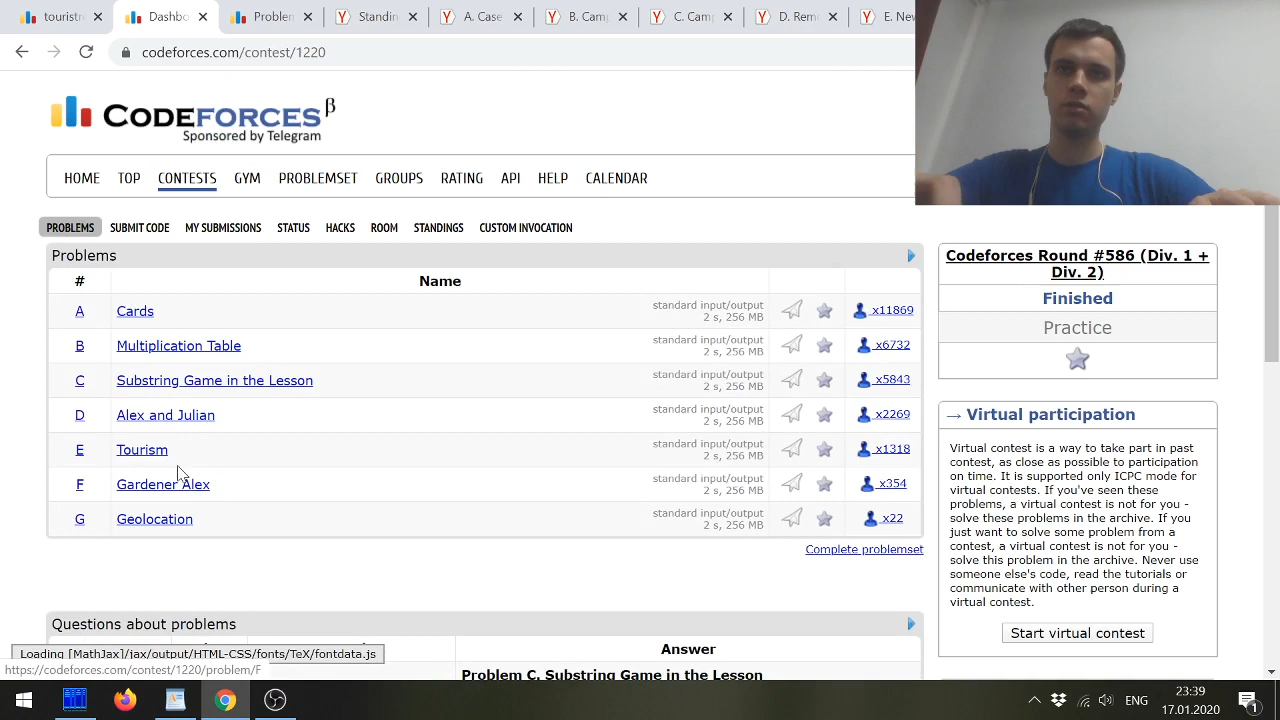 touristr
Dashbo
Problem
Standin
A. Case
B. Camp
C. Camp
D. Remo
E. New
codeforces.com/contest/1220
CODEFORCES β
Sponsored by Telegram
HOME TOP CONTESTS GYM PROBLEMSET GROUPS RATING API HELP CALENDAR
PROBLEMS SUBMIT CODE MY SUBMISSIONS STATUS HACKS ROOM STANDINGS CUSTOM INVOCATION
Problems
# Name
A Cards standard input/output x11869
2 s, 256 MB
B Multiplication Table standard input/output x6732
2 s, 256 MB
C Substring Game in the Lesson standard input/output x5843
2 s, 256 MB
D Alex and Julian standard input/output x2269
2 s, 256 MB
E Tourism standard input/output x1318
2 s, 256 MB
F Gardener Alex standard input/output x354
2 s, 256 MB
G Geolocation standard input/output x22
2 s, 256 MB
Complete problemset
Questions about problems
Answer
Problem C. Substring Game in the Lesson
Codeforces Round #586 (Div. 1 +
Div. 2)
Finished
Practice
→ Virtual participation
Virtual contest is a way to take part in past
contest, as close as possible to participation
on time. It is supported only ICPC mode for
virtual contests. If you've seen these
problems, a virtual contest is not for you -
solve these problems in the archive. If you
just want to solve some problem from a
contest, a virtual contest is not for you -
solve this problem in the archive. Never use
someone else's code, read the tutorials or
communicate with other person during a
virtual contest.
Start virtual contest
Loading [MathJax]/jax/output/HTML-CSS/fonts/TeX/fontdata.js
https://codeforces.com/contest/1220/problem/F
ENG
23:39
17.01.2020
1